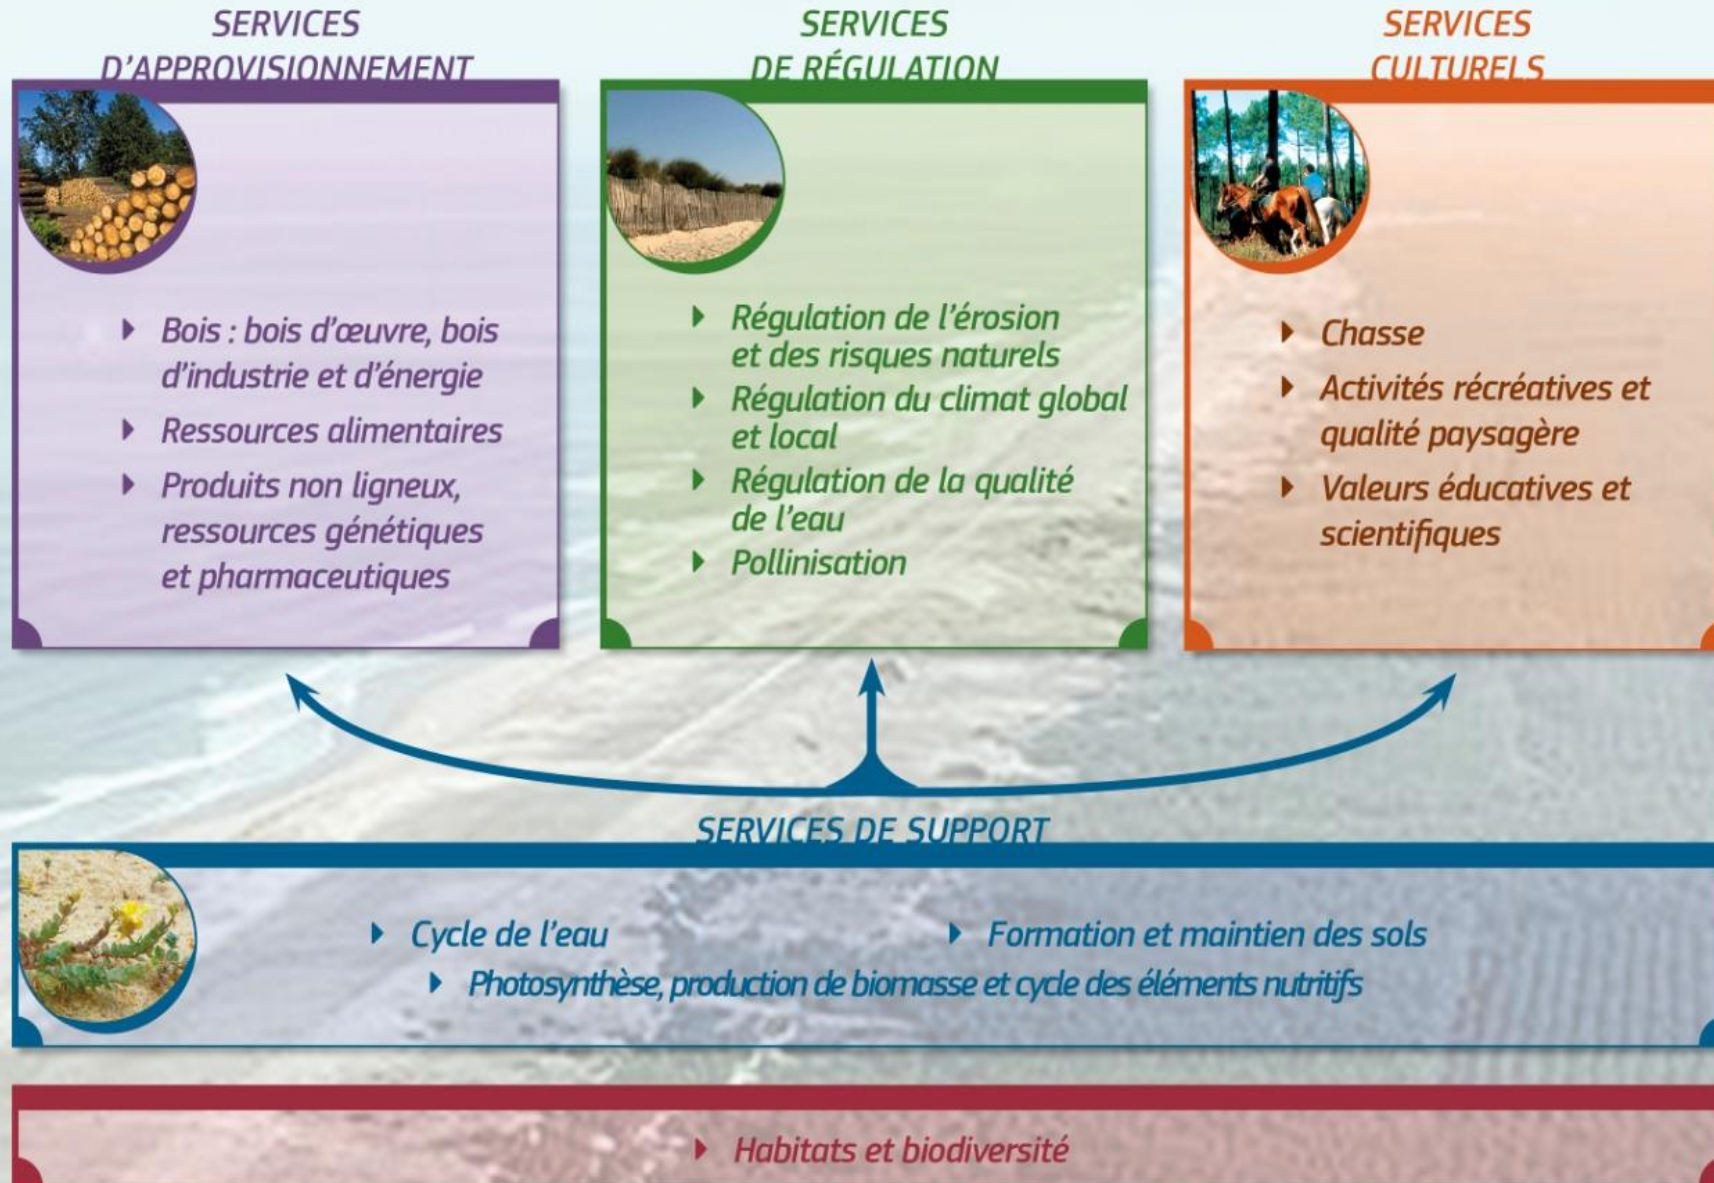 SERVICES
D'APPROVISIONNEMENT
Bois : bois d'œuvre, bois
d'industrie et d'énergie
Ressources alimentaires
Produits non ligneux,
ressources génétiques
et pharmaceutiques
SERVICES
DE RÉGULATION
Régulation de l'érosion
et des risques naturels
Régulation du climat global
et local
Régulation de la qualité
de l'eau
Pollinisation
SERVICES
CULTURELS
Chasse
Activités récréatives et
qualité paysagère
Valeurs éducatives et
scientifiques
SERVICES DE SUPPORT
Cycle de l'eau
Formation et maintien des sols
Photosynthèse, production de biomasse et cycle des éléments nutritifs
Habitats et biodiversité